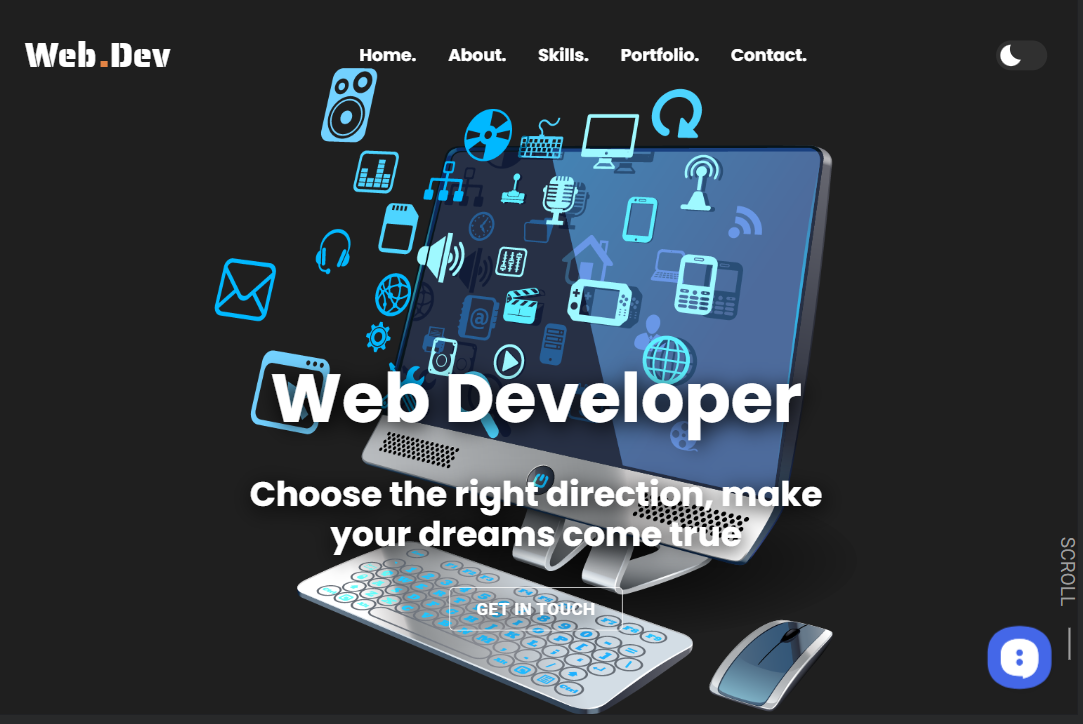 Web.Dev
Home. About. Skills. Portfolio. Contact.
Web Developer
Choose the right direction, make
your dreams come true
GET IN TOUCH
SCROLL